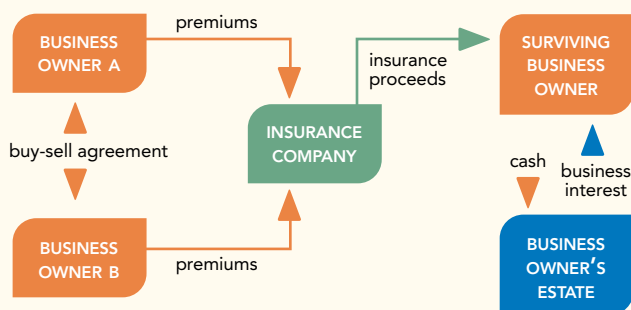 premiums
BUSINESS
OWNER A
insurance
proceeds
SURVIVING
BUSINESS
OWNER
buy-sell agreement
INSURANCE
COMPANY
cash
business
interest
BUSINESS
OWNER B
premiums
BUSINESS
OWNER'S
ESTATE